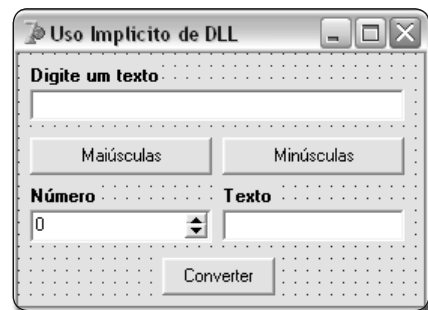 Uso Implicito de DLL
Digite um texto
Maiúsculas Minúsculas
Número Texto
0
Converter